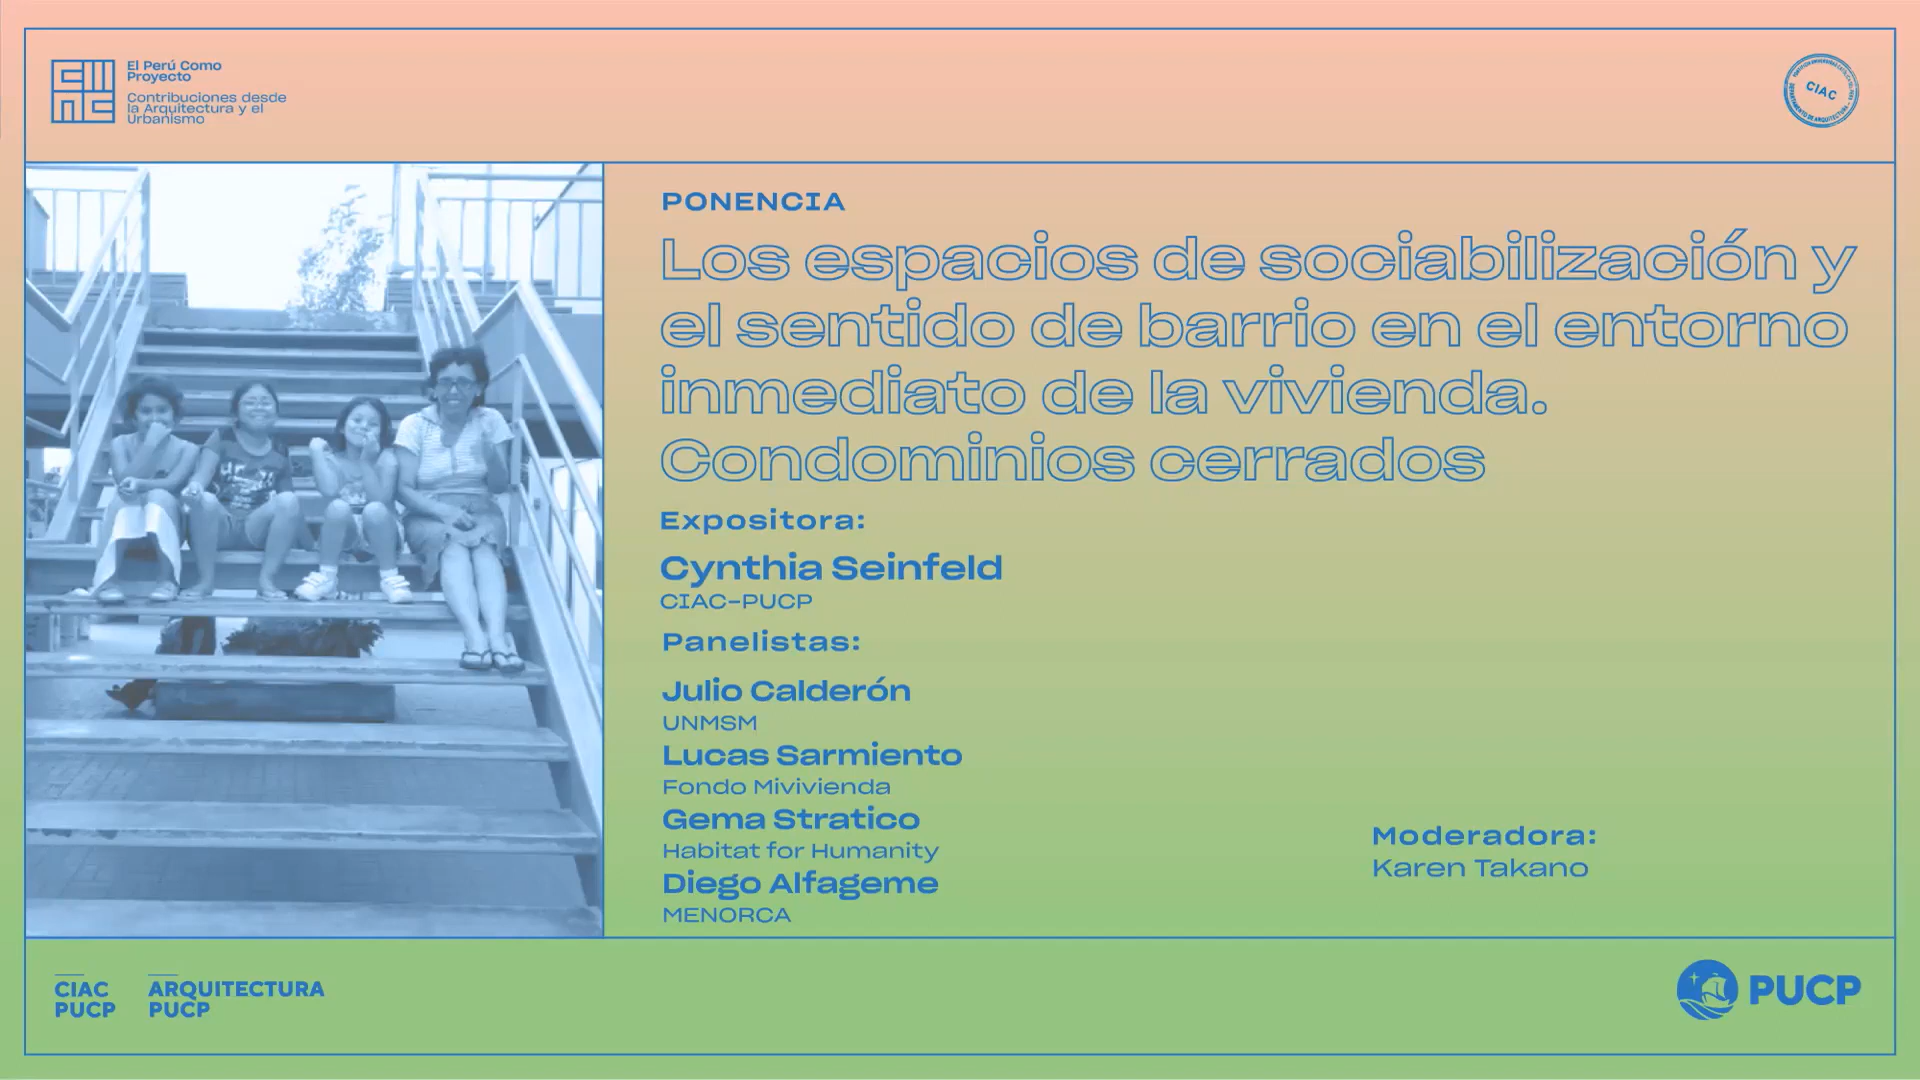 El Perú Como
Proyecto
Contribuciones desde
la Arquitectura y el
Urbanismo
CIAC
PONENCIA
Los espacios de sociabilización y
el sentido de barrio en el entorno
inmediato de la vivienda.
Condominios cerrados
Expositora:
Cynthia Seinfeld
CIAC-PUCP
Panelistas:
Julio Calderón
UNMSM
Lucas Sarmiento
Fondo Mivivienda
Gema Stratico
Habitat for Humanity
Diego Alfageme
MENORCA
Moderadora:
Karen Takano
CIAC
PUCP
ARQUITECTURA
PUCP
PUCP